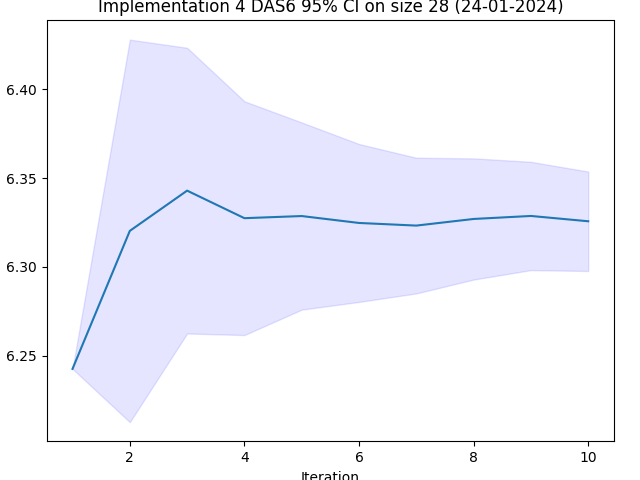 Implementation 4 DAS6 95% CI on size 28 (24-01-2024)
6.40
6.35
6.30
6.25
2 4 6 8 10
Iteration